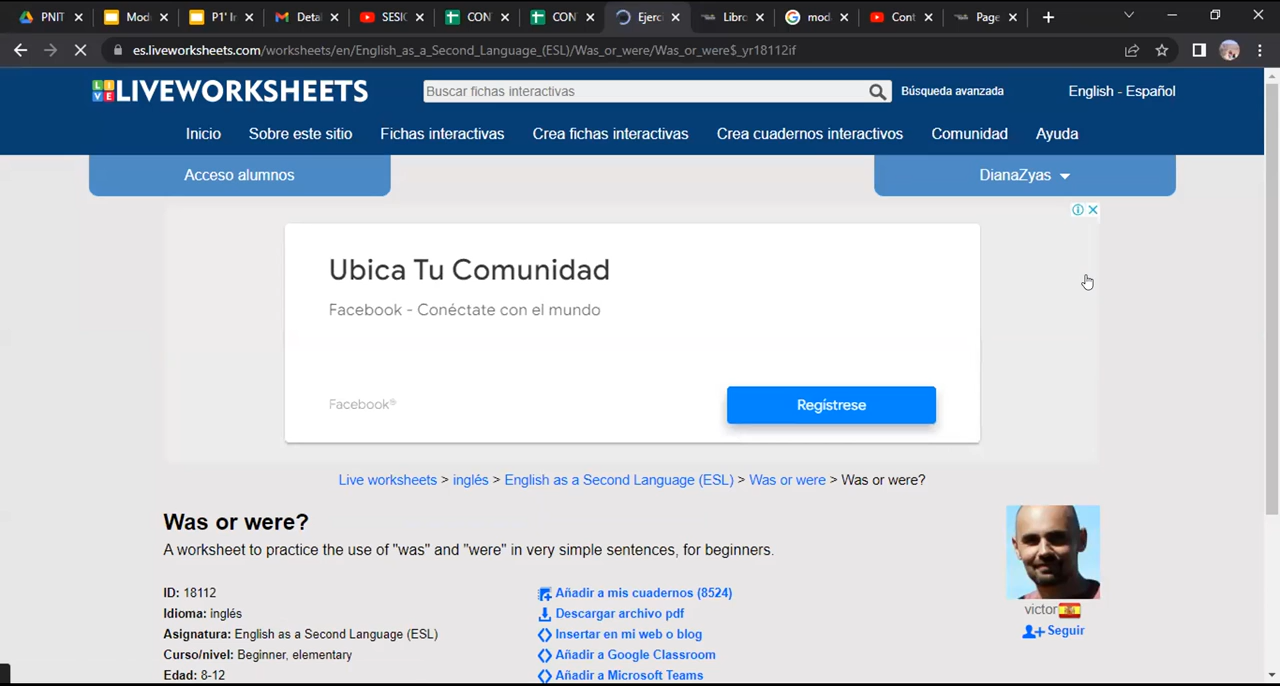 PNIT
Mod
P1' Ir
Deta
SESIC
CON
CON
Ejerc
Libro
mod
Cont
Page
es.liveworksheets.com/worksheets/en/English_as_a_Second_Language_(ESL)/Was_or_were/Was_or_were$_yr18112if
LIVE LIVEWORKSHEETS
Buscar fichas interactivas
Búsqueda avanzada
English - Español
Inicio
Sobre este sitio
Fichas interactivas
Crea fichas interactivas
Crea cuadernos interactivos
Comunidad
Ayuda
Acceso alumnos
DianaZyas
Ubica Tu Comunidad
Facebook - Conéctate con el mundo
Facebook®
Regístrese
Live worksheets > inglés > English as a Second Language (ESL) > Was or were > Was or were?
Was or were?
A worksheet to practice the use of "was" and "were" in very simple sentences, for beginners.
ID: 18112
Idioma: inglés
Asignatura: English as a Second Language (ESL)
Curso/nivel: Beginner, elementary
Edad: 8-12
Añadir a mis cuadernos (8524)
Descargar archivo pdf
Insertar en mi web o blog
Añadir a Google Classroom
Añadir a Microsoft Teams
victor
Seguir